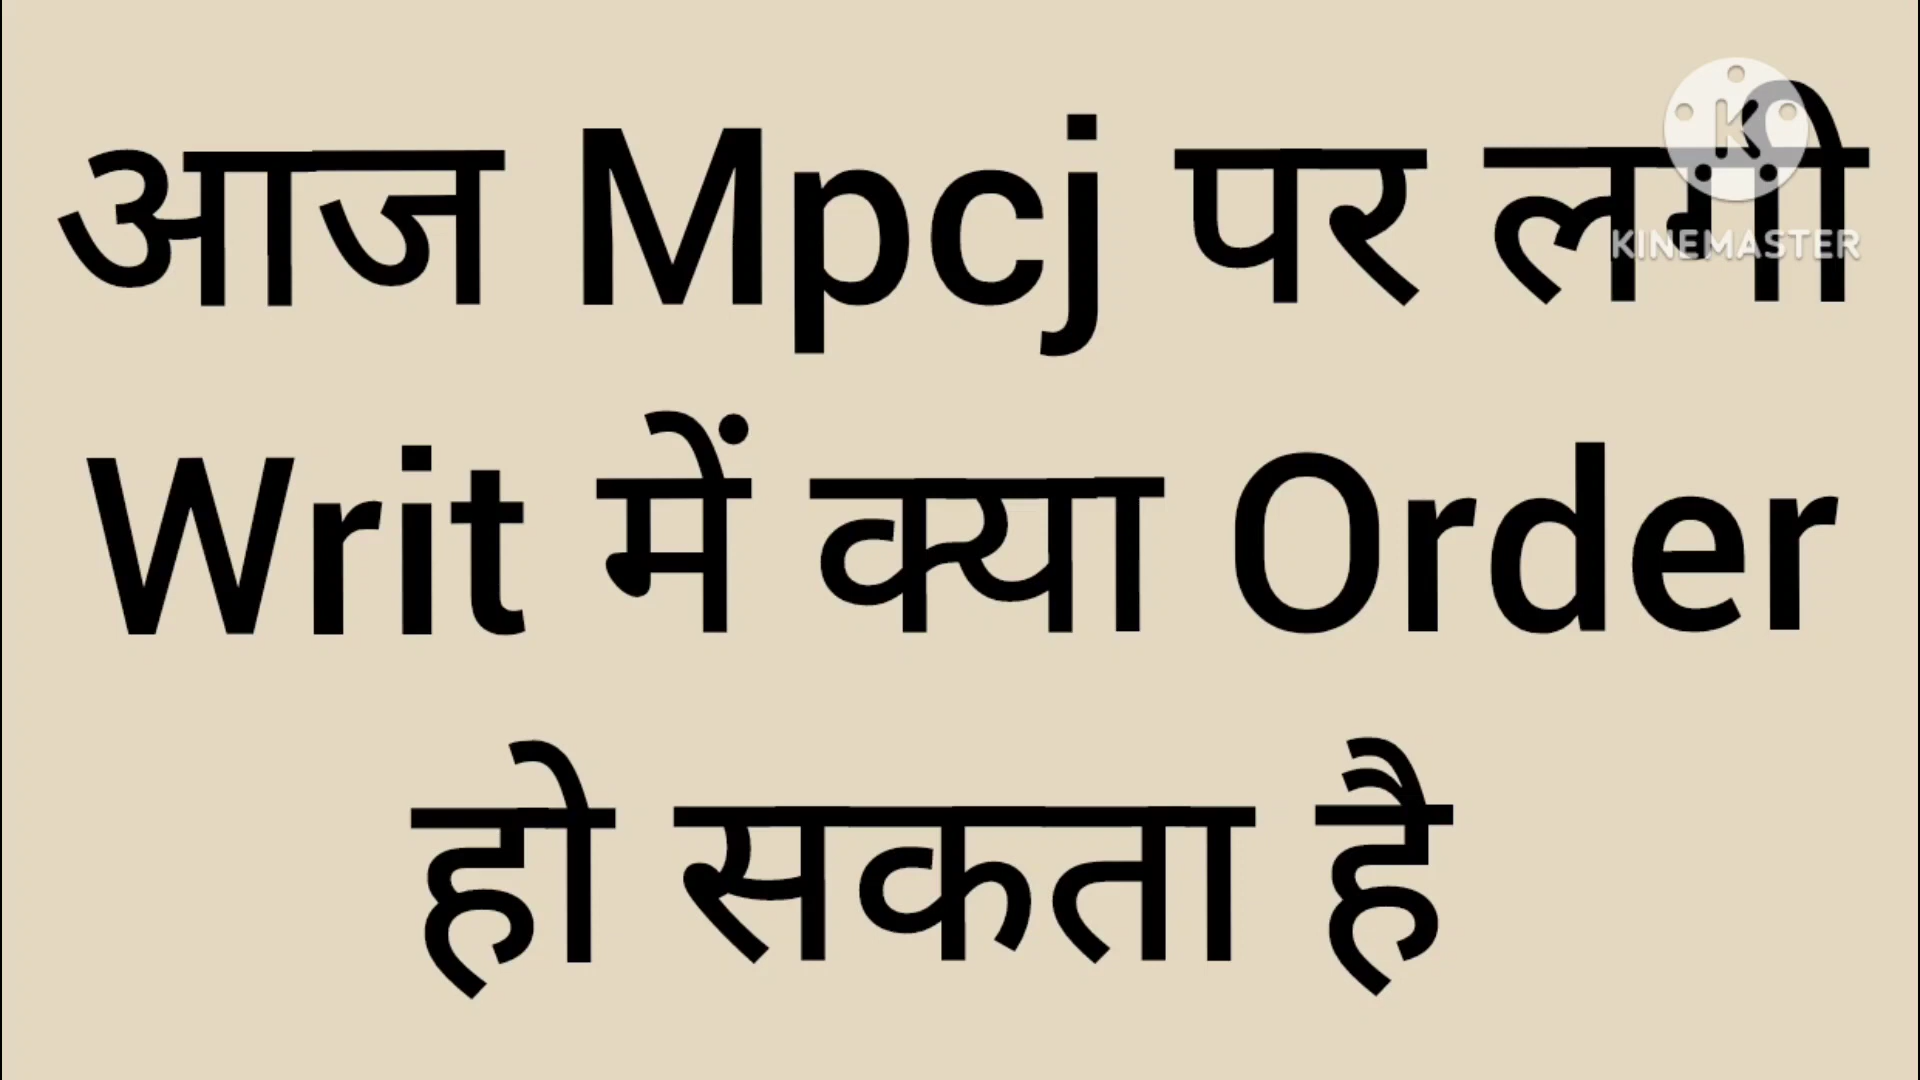 आज Mpcj पर लगी
KINEMASTER
Writ में क्या Order
हो सकता है